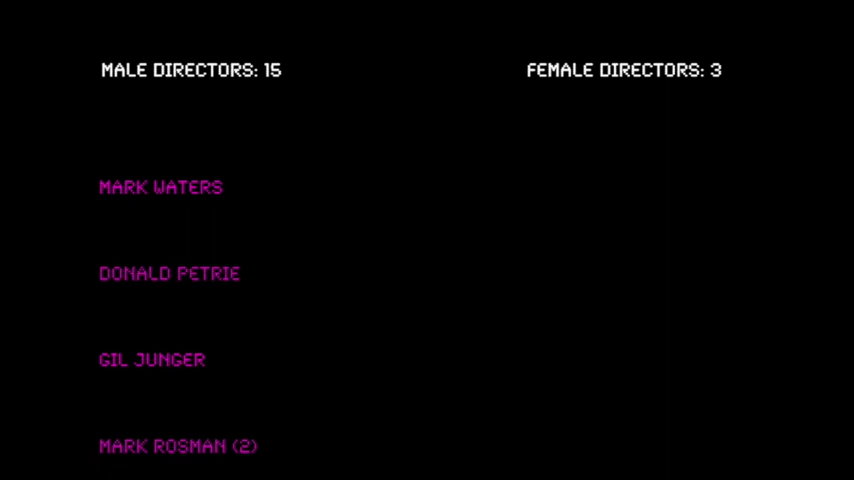 MALE DIRECTORS: 15
FEMALE DIRECTORS: 3
MARK WATERS
DONALD PETRIE
GIL JUNGER
MARK ROSMAN (2)